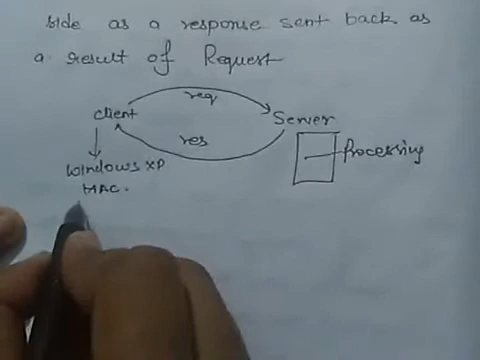 side as a response sent back as
a result of Request
client
req
Server
res
Processing
Windows XP
MAC.